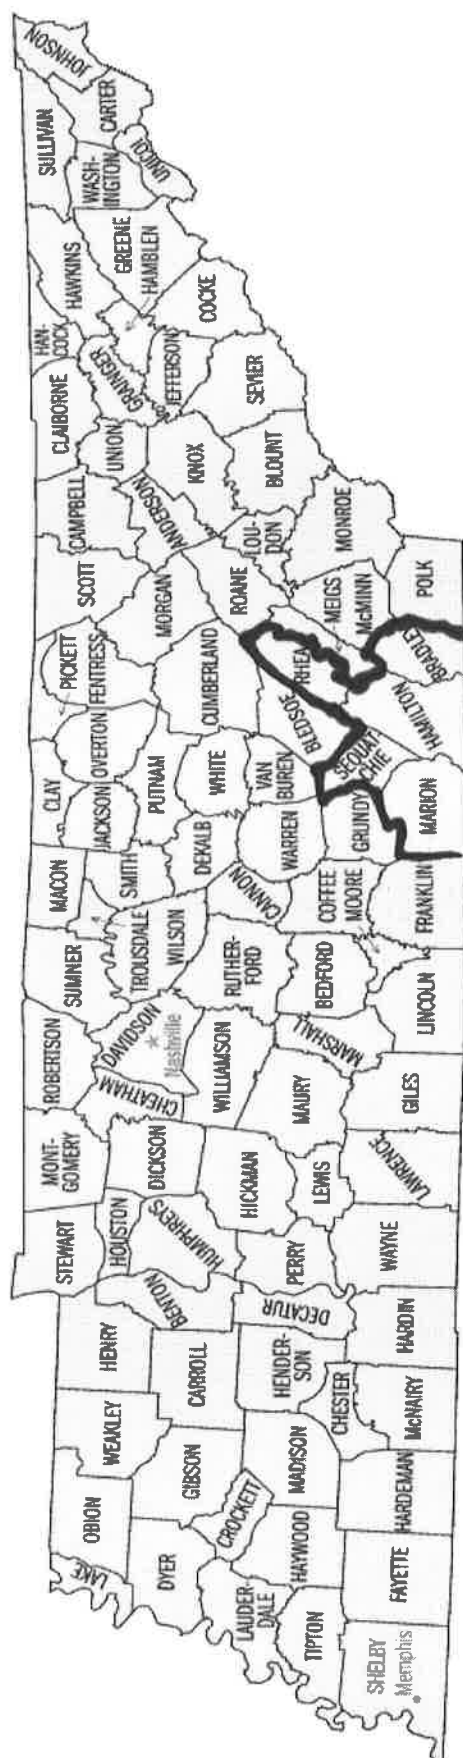 LAKE
OBION
WEAKLEY
HENRY
STEWART
MONT-
GOMERY
ROBERTSON
SUMNER
MACON
CLAY
PICKETT
SCOTT
CAMPBELL
CLAIBORNE
HAN-
COCK
HAWKINS
SULLIVAN
JOHNSON
DYER
GIBSON
CARROLL
BENTON
HOUSTON
HUMPHREYS
DICKSON
CHEATHAM
DAVIDSON
Nashville
TROUSDALE
WILSON
SMITH
JACKSON
OVERTON
FENTRESS
PUTNAM
MORGAN
ANDERSON
UNION
GRAINGER
HAMBLEN
GREENE
WASH-
INGTON
UNICOI
CARTER
LAUDER-
DALE
CROCKETT
HAYWOOD
MADISON
HENDER-
SON
DECATUR
PERRY
HICKMAN
WILLIAMSON
RUTHER-
FORD
CANNON
DEKALB
WHITE
CUMBERLAND
ROANE
LOU-
DON
KNOX
JEFFERSON
COCKE
SEVIER
BLOUNT
TIPTON
CHESTER
LEWIS
MAURY
MARSHALL
BEDFORD
COFFEE
MOORE
WARREN
VAN
BUREN
BLEDSOE
RHEA
MEIGS
McMINN
MONROE
SHELBY
Memphis
FAYETTE
HARDEMAN
McNAIRY
HARDIN
WAYNE
LAWRENCE
GILES
LINCOLN
FRANKLIN
GRUNDY
SEQUAT
CHIE
MARION
HAMILTON
BRADLEY
POLK